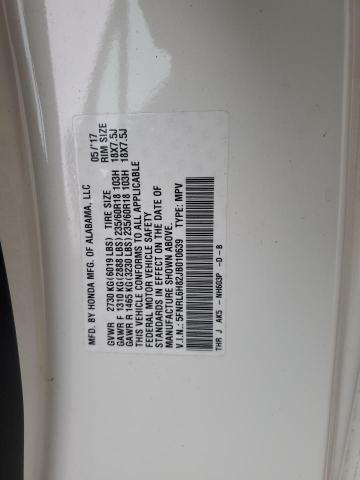 MFD. BY HONDA MFG. OF ALABAMA, LLC 05/'17
GVWR 2730 KG(6019 LBS) TIRE SIZE RIM SIZE
GAWR F 1310 KG(2888 LBS)235/60R18 103H 18X7.5J
GAWR R 1465 KG(3230 LBS)235/60R18 103H 18X7.5J
THIS VEHICLE CONFORMS TO ALL APPLICABLE
FEDERAL MOTOR VEHICLE SAFETY
STANDARDS IN EFFECT ON THE DATE OF
MANUFACTURE SHOWN ABOVE.
V.I.N.: 5FNRL6H82JB010639 TYPE: MPV
THR J AK5 - NH603P -D-B